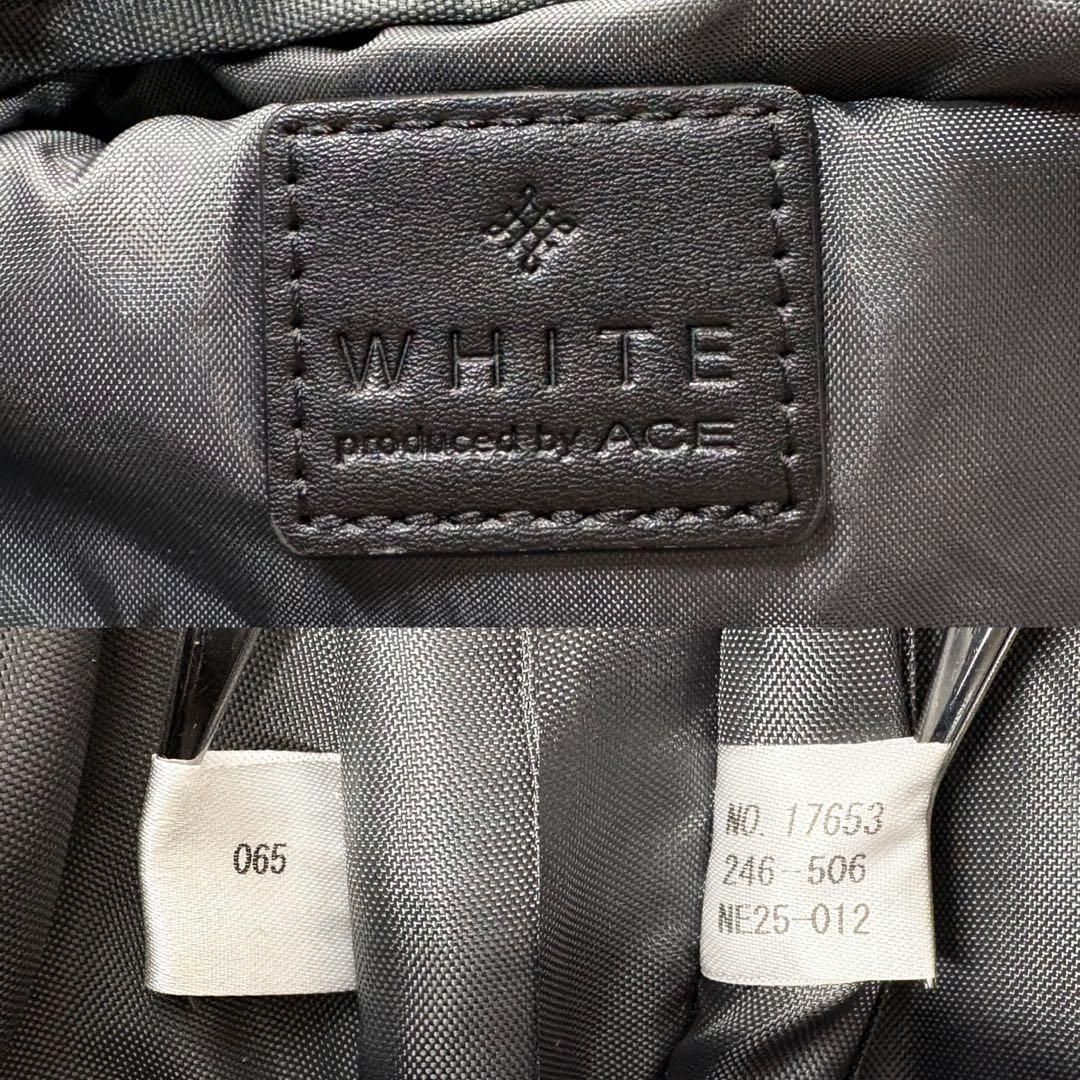 WHITE
produced by ACE
065
NO. 17653
246-506
NE25-012